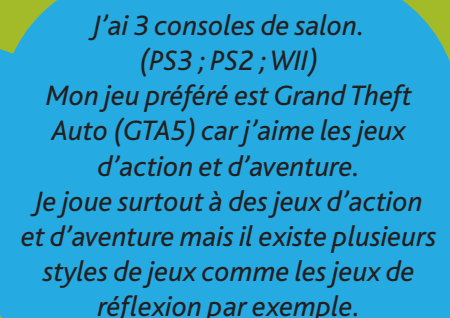 J'ai 3 consoles de salon.
(PS3 ; PS2 ; WII)
Mon jeu préféré est Grand Theft
Auto (GTA5) car j'aime les jeux
d'action et d'aventure.
Je joue surtout à des jeux d'action
et d'aventure mais il existe plusieurs
styles de jeux comme les jeux de
réflexion par exemple.